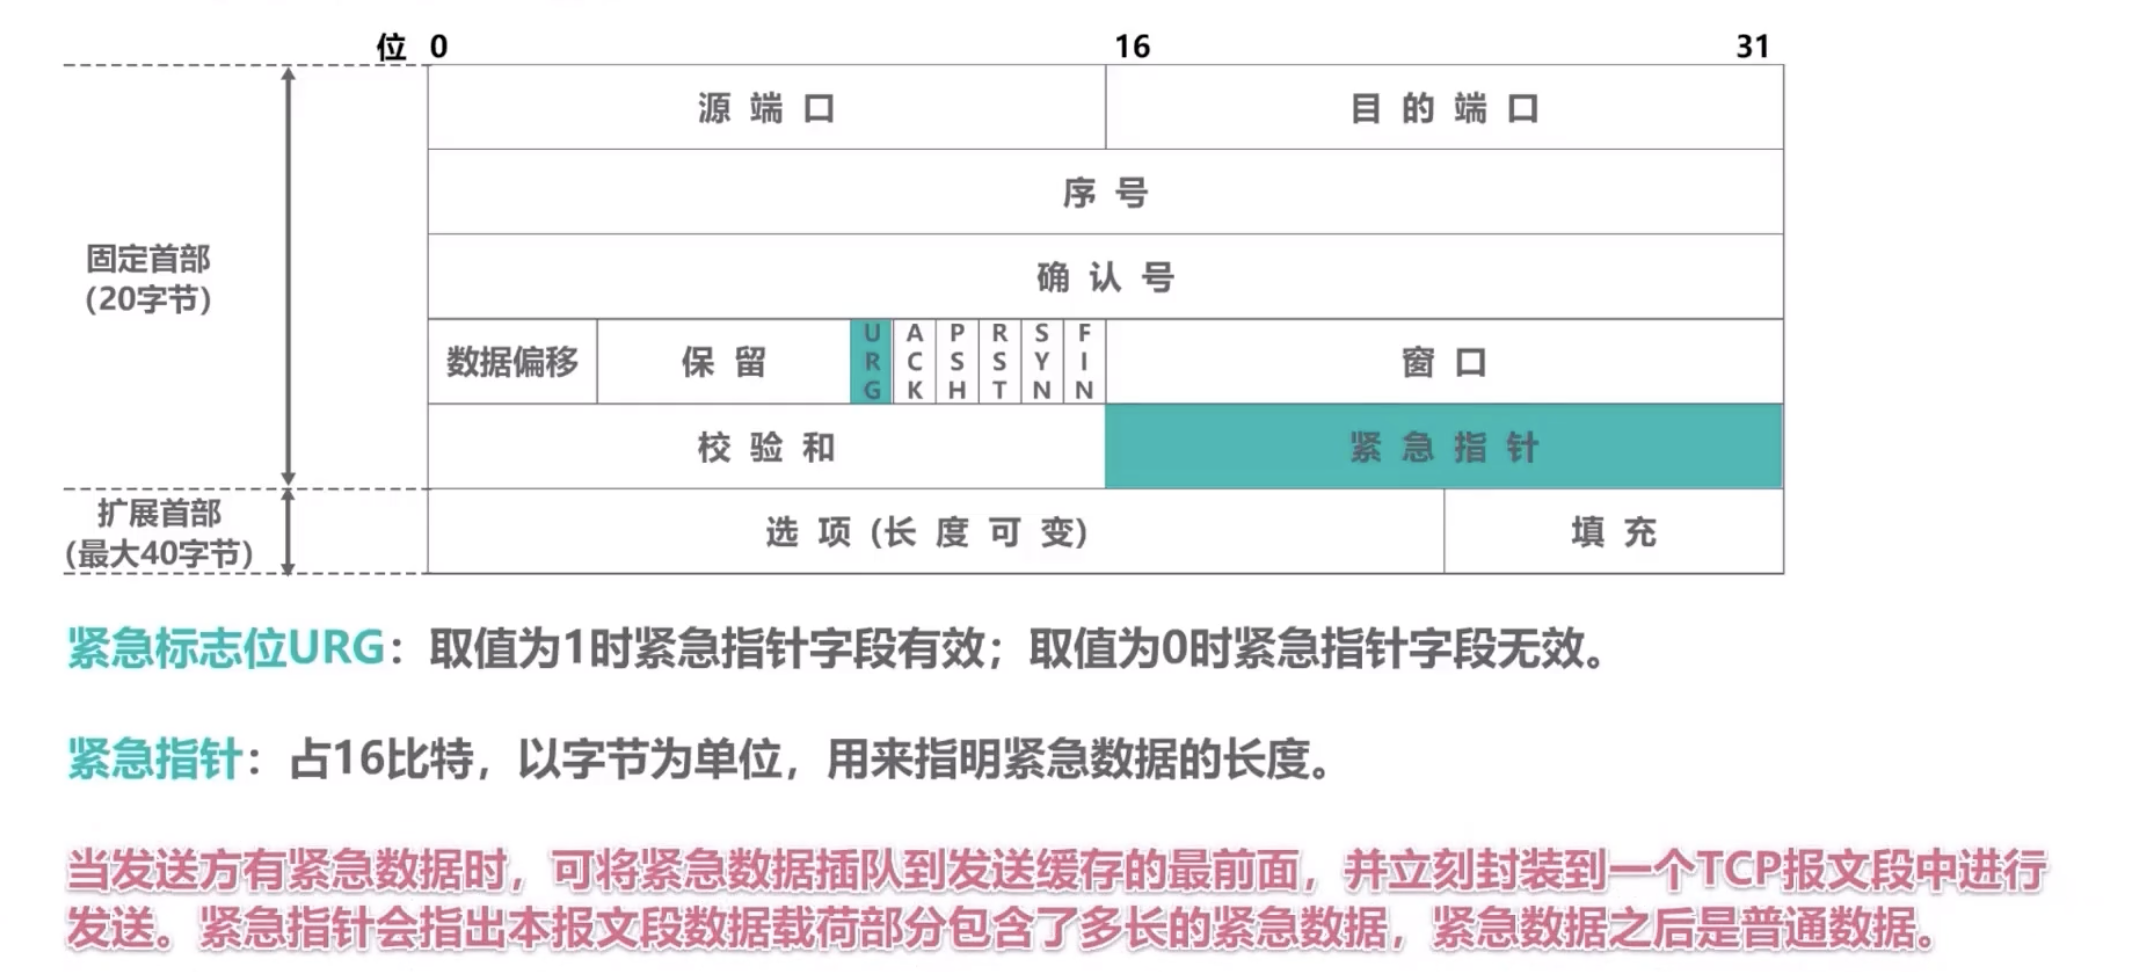 位 0 16 31
源端口 目的端口
序号
确认号
固定首部
(20字节)
数据偏移 保留 URG ACK PSH RST SYN FIN 窗口
校验和 紧急指针
扩展首部
(最大40字节)
选项(长度可变) 填充
紧急标志位URG：取值为1时紧急指针字段有效；取值为0时紧急指针字段无效。
紧急指针：占16比特，以字节为单位，用来指明紧急数据的长度。
当发送方有紧急数据时，可将紧急数据插队到发送缓存的最前面，并立刻封装到一个TCP报文段中进行
发送。紧急指针会指出本报文段数据载荷部分包含了多长的紧急数据，紧急数据之后是普通数据。